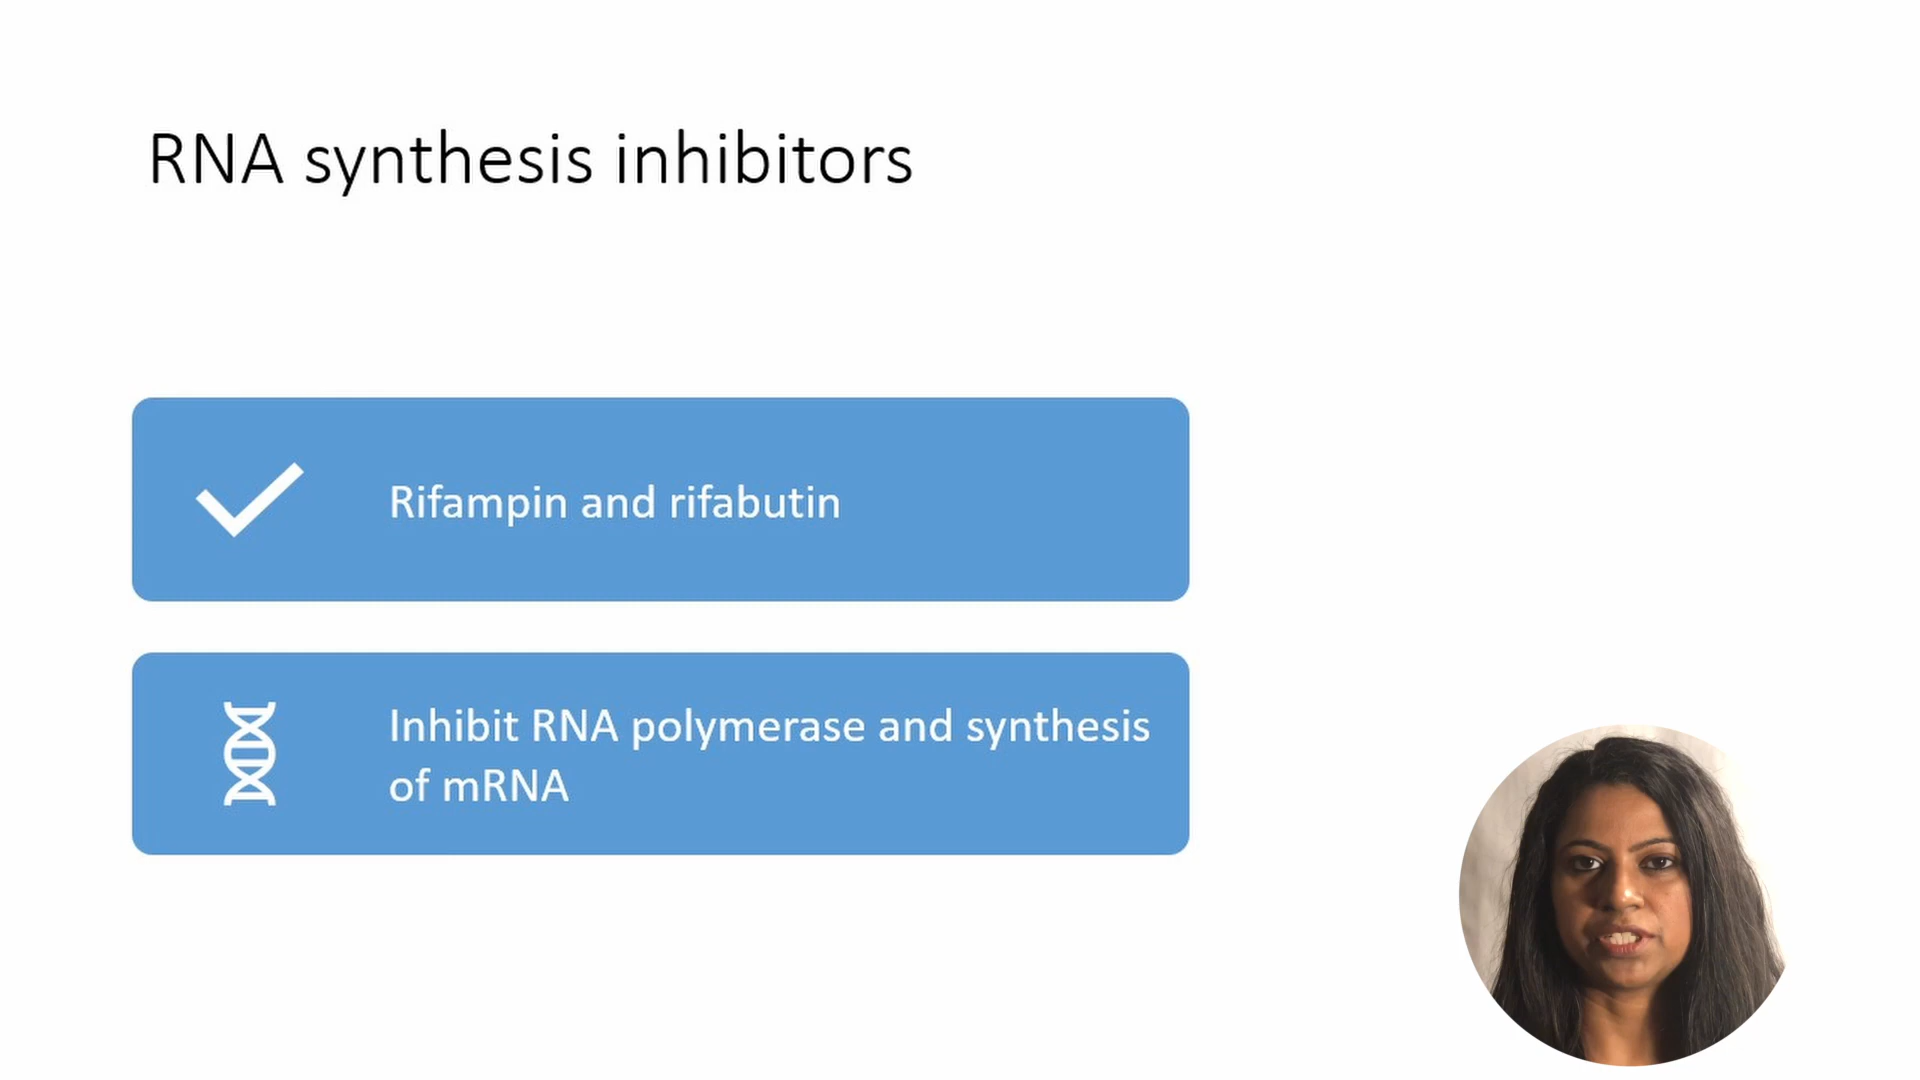 RNA synthesis inhibitors
Rifampin and rifabutin
Inhibit RNA polymerase and synthesis
of mRNA